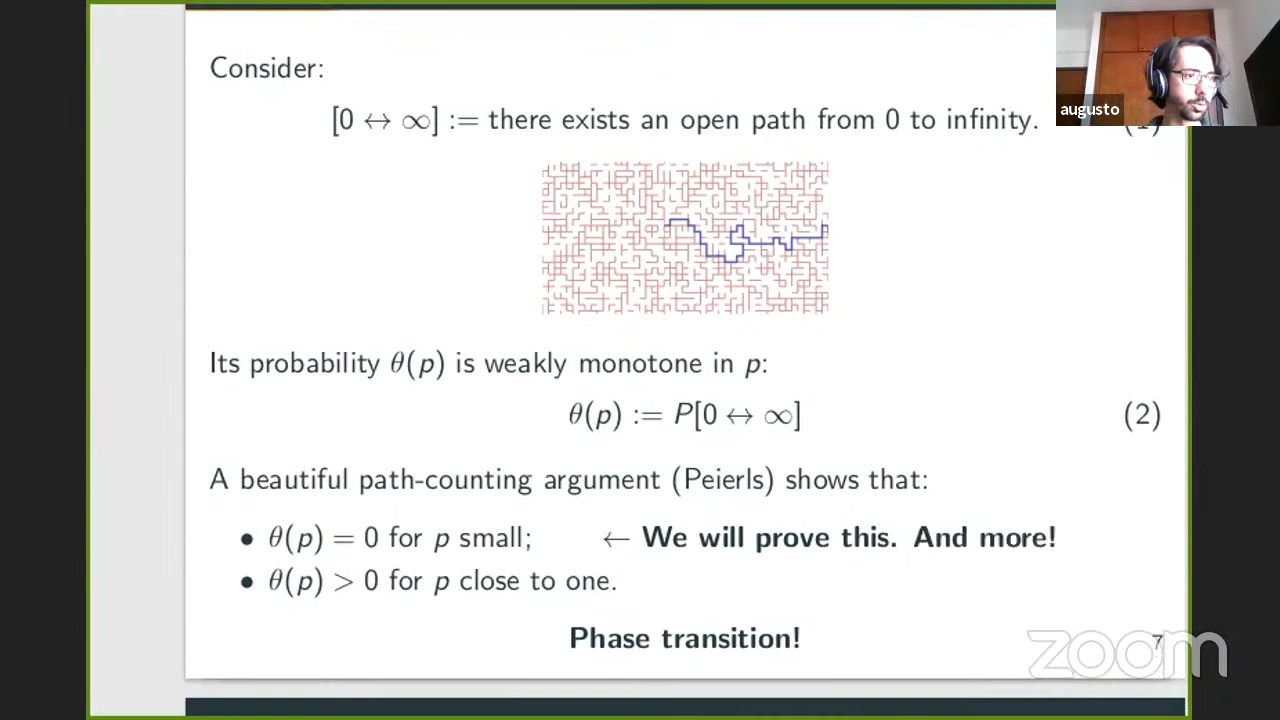 Consider:
[0 ↔ ∞] := there exists an open path from 0 to infinity. (1)
augusto
Its probability θ(p) is weakly monotone in p:
θ(p) := P[0 ↔ ∞] (2)
A beautiful path-counting argument (Peierls) shows that:
• θ(p) = 0 for p small; ← We will prove this. And more!
• θ(p) > 0 for p close to one.
Phase transition!
zoom
7